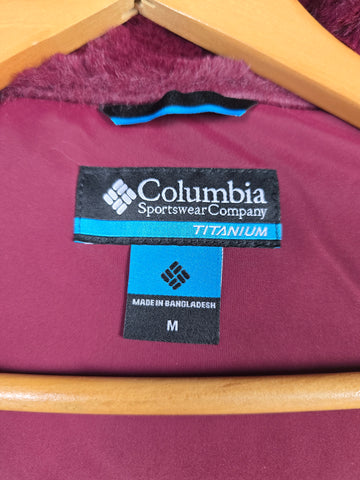 Columbia
Sportswear Company
TITANIUM
MADE IN BANGLADESH
M